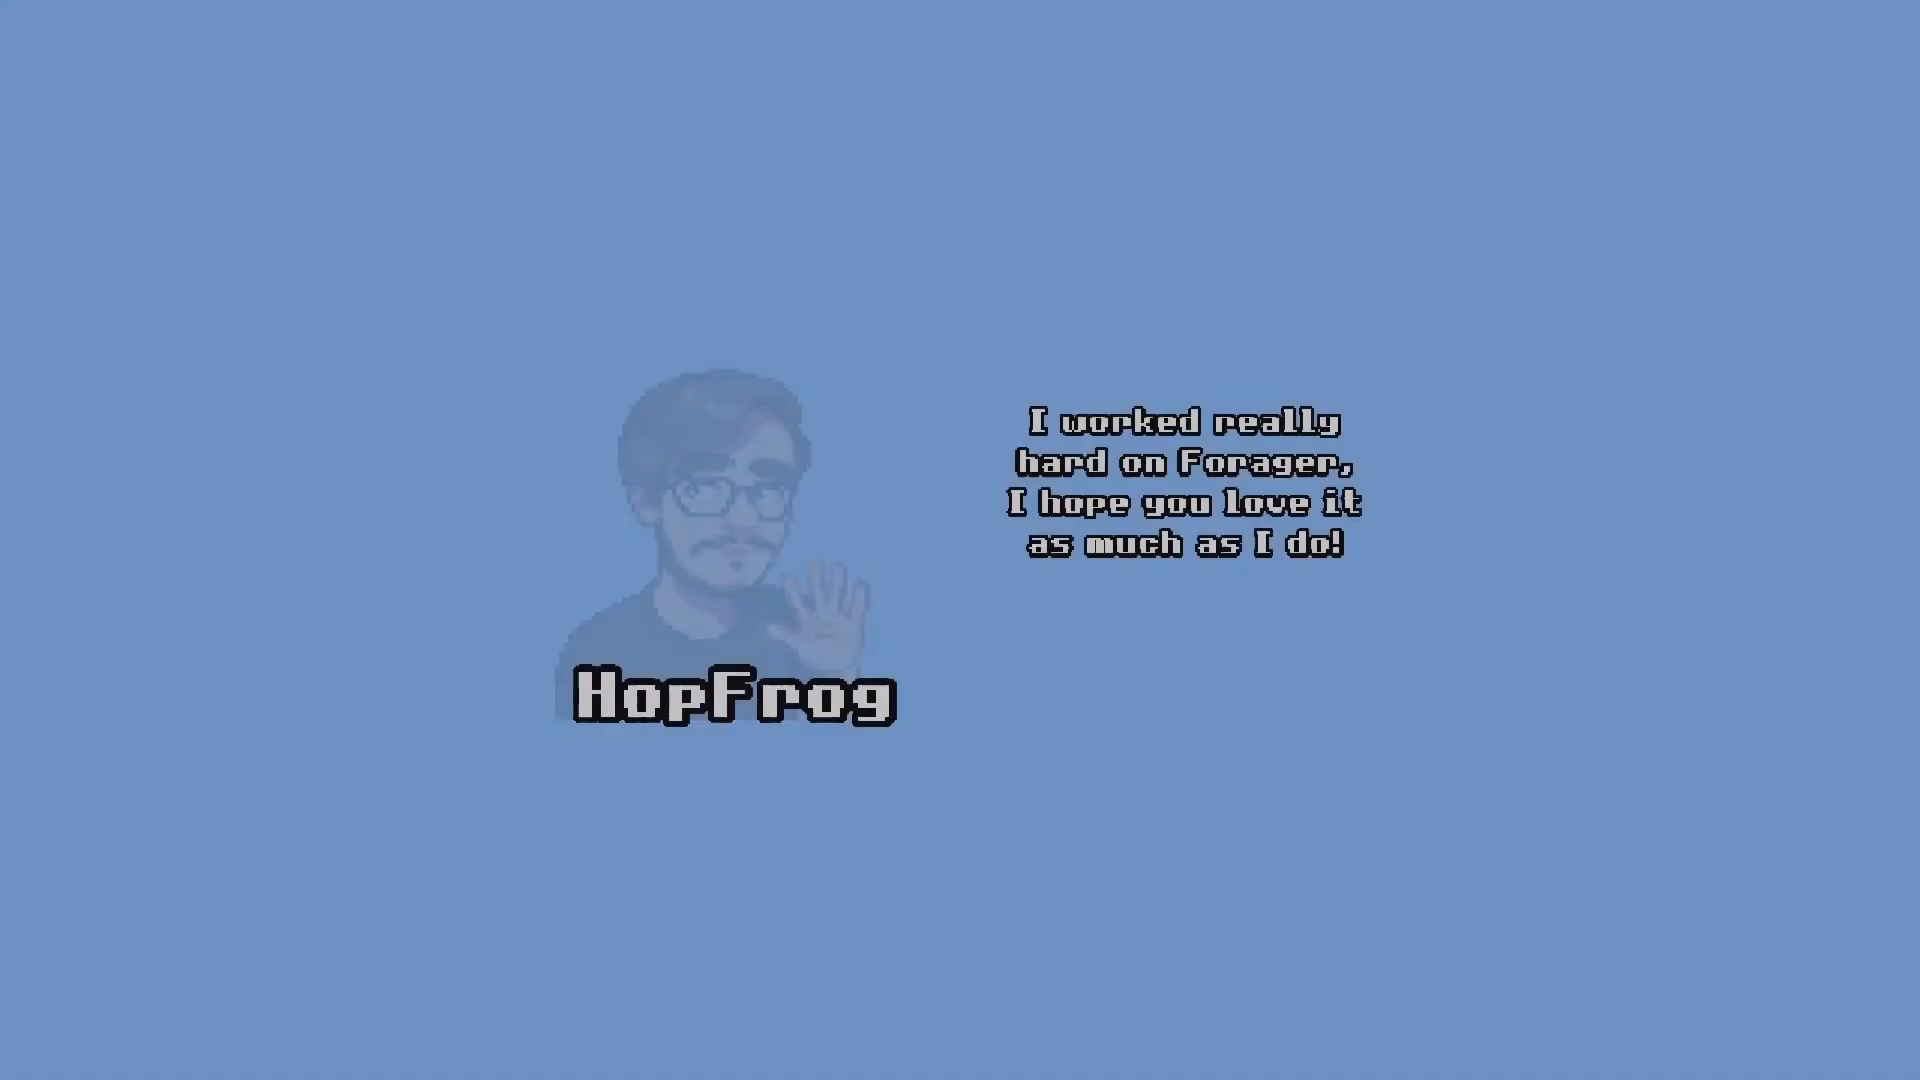 I worked really
hard on Forager,
I hope you love it
as much as I do!
HopFrog